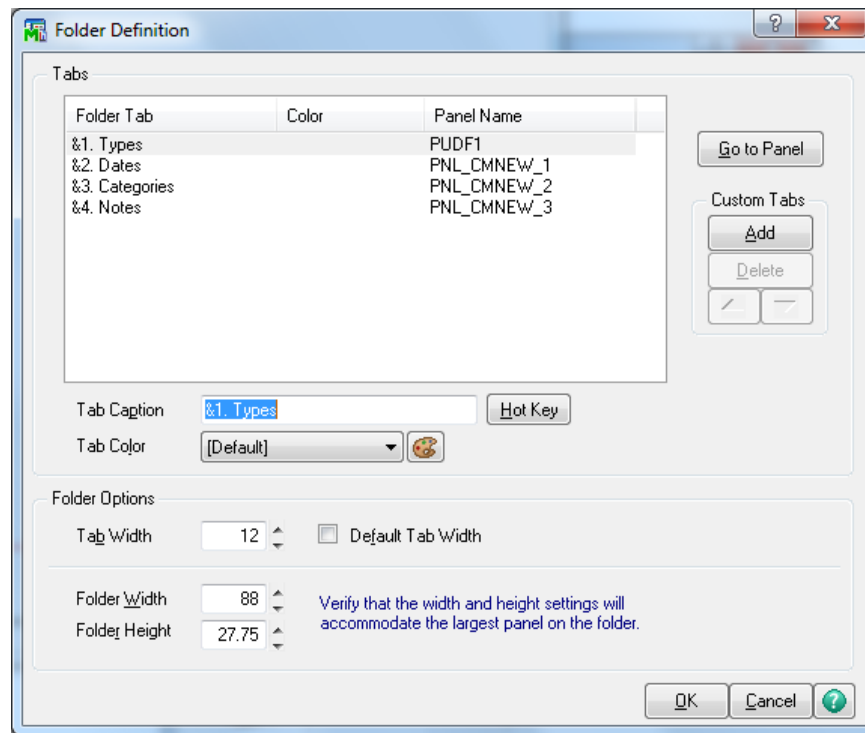 Folder Definition
Tabs
Folder Tab Color Panel Name
&1. Types PUDF1
&2. Dates PNL_CMNEW_1
&3. Categories PNL_CMNEW_2
&4. Notes PNL_CMNEW_3
Go to Panel
Custom Tabs
Add
Delete
Tab Caption &1. Types Hot Key
Tab Color [Default]
Folder Options
Tab Width 12 Default Tab Width
Folder Width 88 Verify that the width and height settings will
Folder Height 27.75 accommodate the largest panel on the folder.
OK Cancel ?